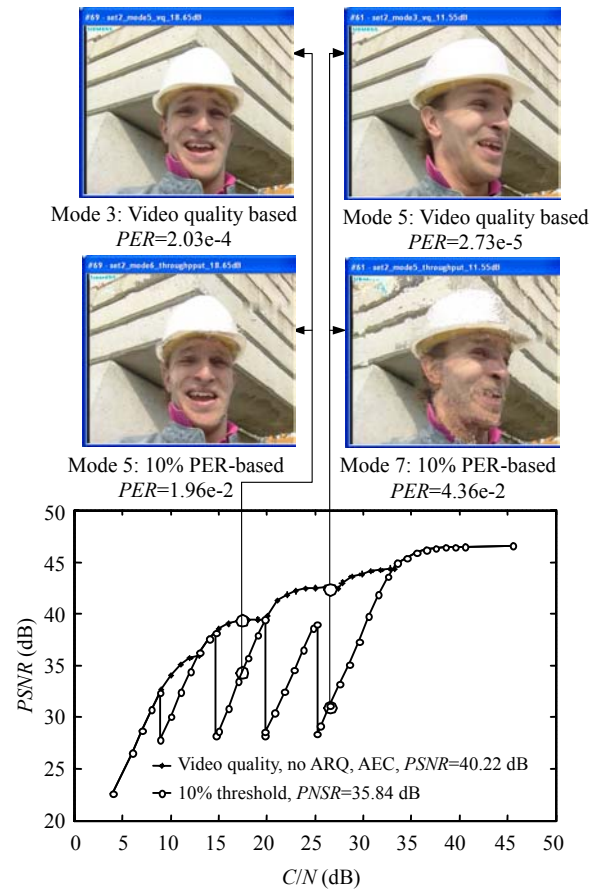 #69 - set2_mode5_vq_18.65dB
#61 - set2_mode3_vq_11.55dB
SIEMENS
Mode 3: Video quality based
PER=2.03e-4
Mode 5: Video quality based
PER=2.73e-5
#69 - set2_mode6_throughpput_18.65dB
#61 - set2_mode5_throughput_11.55dB
Mode 5: 10% PER-based
PER=1.96e-2
Mode 7: 10% PER-based
PER=4.36e-2
50
45
40
35
30
25
20
PSNR (dB)
Video quality, no ARQ, AEC, PSNR=40.22 dB
10% threshold, PNSR=35.84 dB
0 5 10 15 20 25 30 35 40 45 50
C/N (dB)